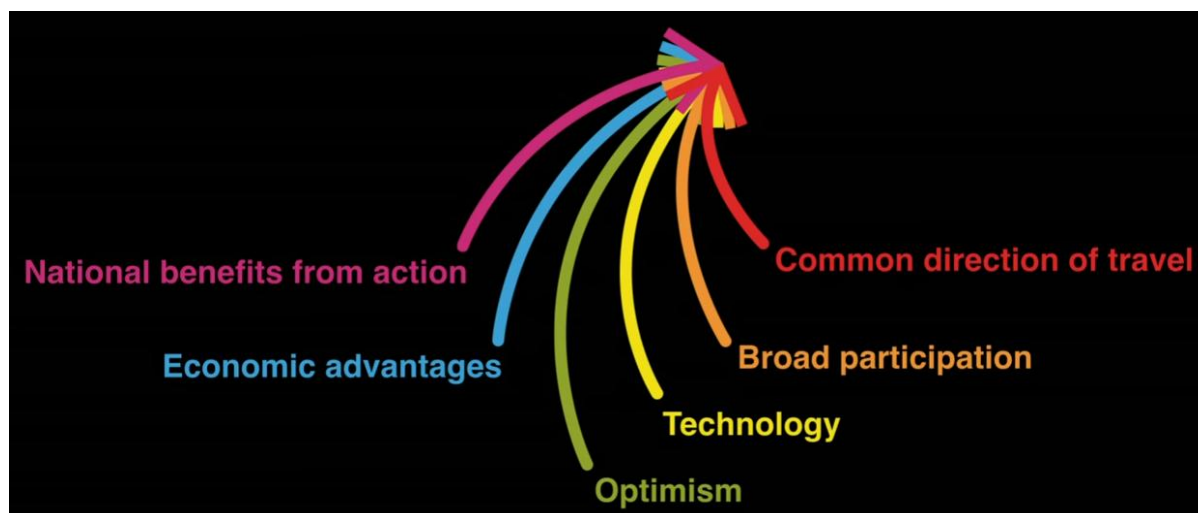 National benefits from action
Common direction of travel
Economic advantages
Broad participation
Technology
Optimism